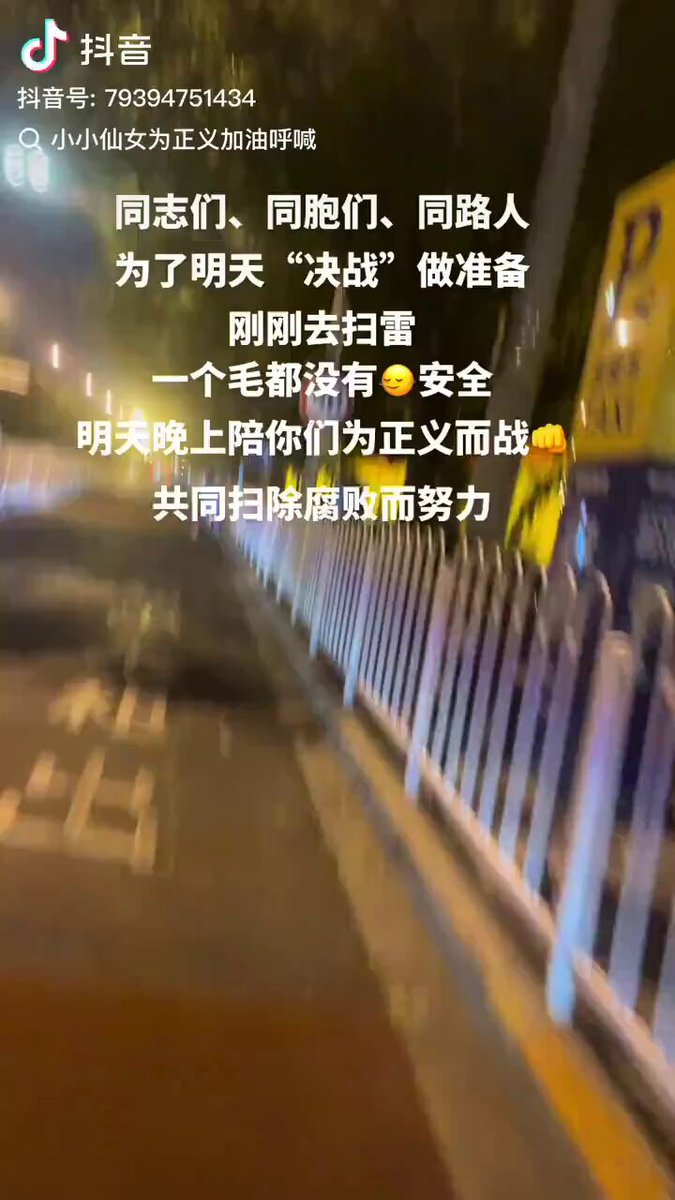 抖音
抖音号: 79394751434
小小仙女为正义加油呼喊
同志们、同胞们、同路人
为了明天“决战”做准备
刚刚去扫雷
一个毛都没有😌安全
明天晚上陪你们为正义而战👊
共同扫除腐败而努力
P